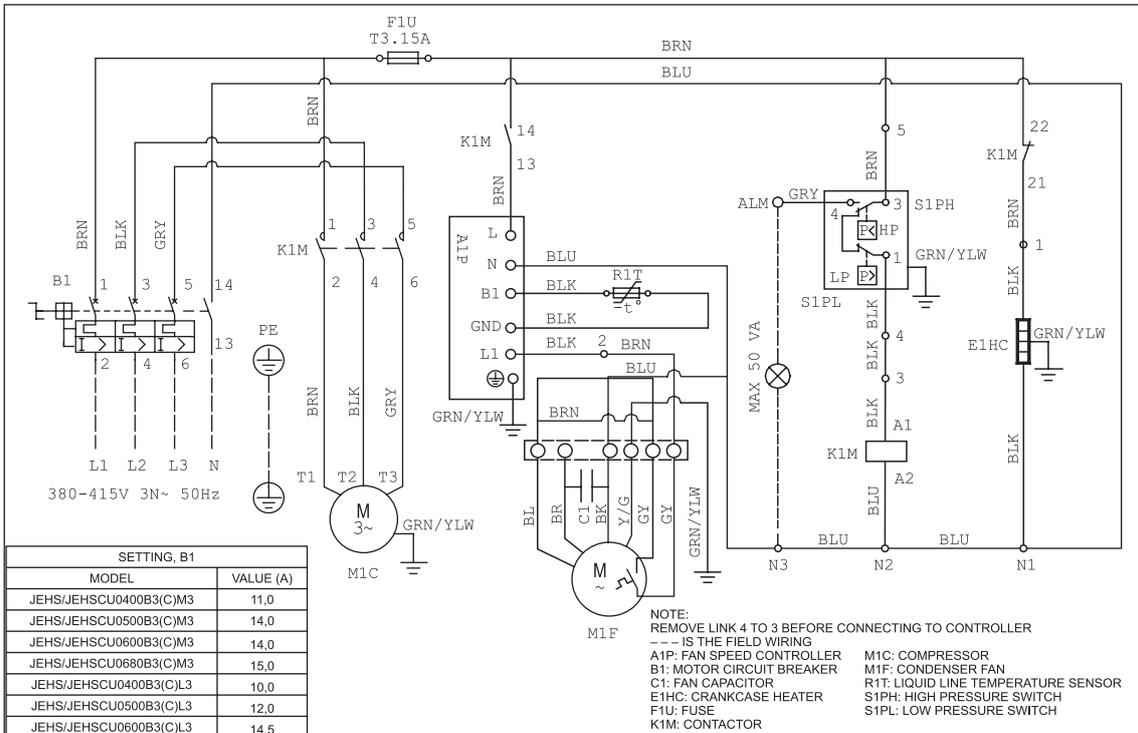 F1U
T3.15A
BRN
BLU
BRN
K1M
14
13
BRN
5
BRN
22
K1M
21
BRN
1
BLK
BRN
BLK
GRY
B1
1
3
5
14
13
2
4
6
L1
L2
L3
N
380-415V 3N~ 50Hz
PE
K1M
1
3
5
2
4
6
BRN
BLK
GRY
T1
T2
T3
M
3~
GRN/YLW
M1C
A1P
L
N
B1
GND
L1
GRN/YLW
BLU
BLK
R1T
-t°
BLK
BLK
2
BRN
BLU
BRN
BL
BR
C1
BK
Y/G
GY
GY
GRN/YLW
M
~
M1F
ALM
GRY
4
3
S1PH
P<
HP
1
GRN/YLW
LP
P>
S1PL
MAX 50 VA
BLK
4
BLK
3
BLK
A1
K1M
A2
BLU
E1HC
GRN/YLW
BLK
BLU
BLU
N3
N2
N1
SETTING, B1
MODEL VALUE (A)
JEHS/JEHSCU0400B3(C)M3 11,0
JEHS/JEHSCU0500B3(C)M3 14,0
JEHS/JEHSCU0600B3(C)M3 14,0
JEHS/JEHSCU0680B3(C)M3 15,0
JEHS/JEHSCU0400B3(C)L3 10,0
JEHS/JEHSCU0500B3(C)L3 12,0
JEHS/JEHSCU0600B3(C)L3 14,5
NOTE:
REMOVE LINK 4 TO 3 BEFORE CONNECTING TO CONTROLLER
--- IS THE FIELD WIRING
A1P: FAN SPEED CONTROLLER
B1: MOTOR CIRCUIT BREAKER
C1: FAN CAPACITOR
E1HC: CRANKCASE HEATER
F1U: FUSE
K1M: CONTACTOR
M1C: COMPRESSOR
M1F: CONDENSER FAN
R1T: LIQUID LINE TEMPERATURE SENSOR
S1PH: HIGH PRESSURE SWITCH
S1PL: LOW PRESSURE SWITCH